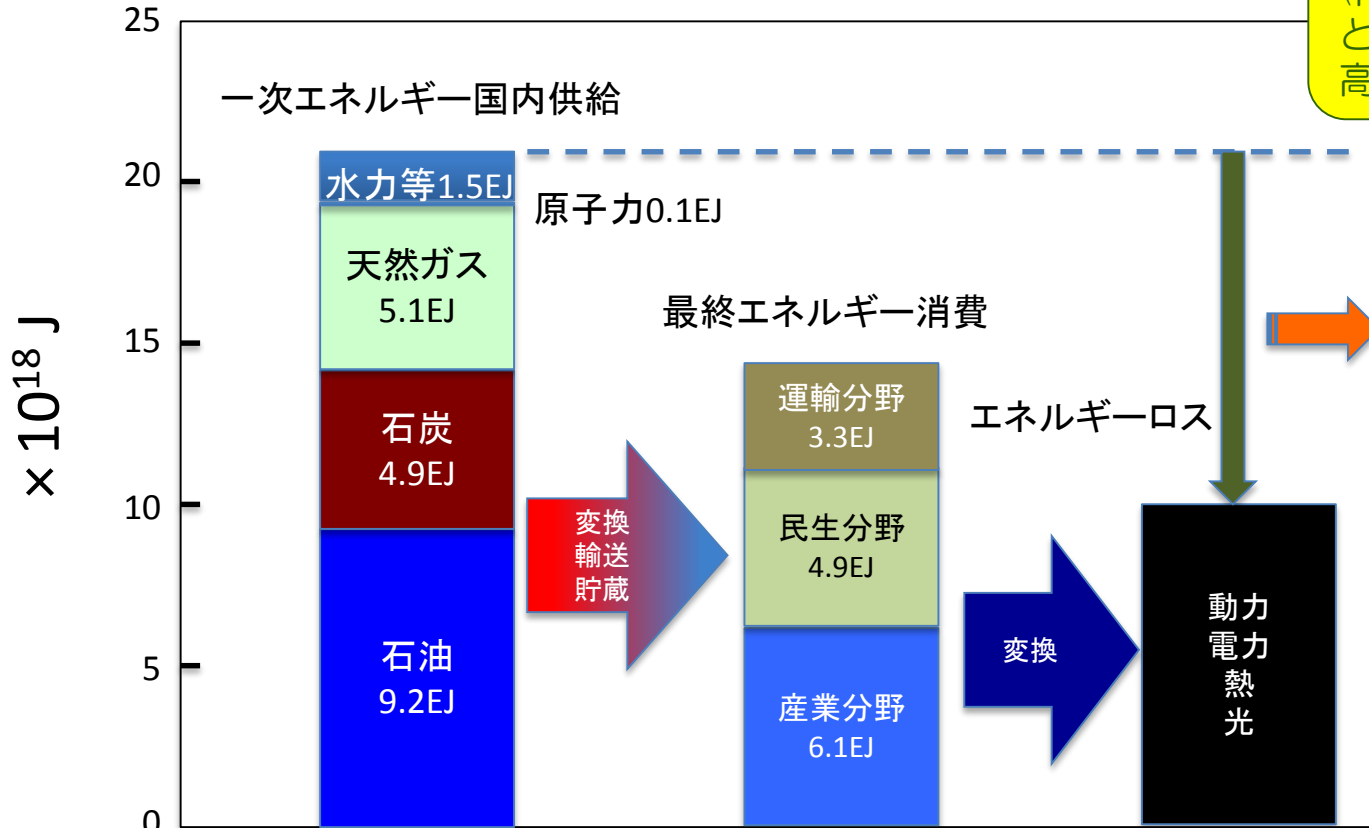 と
高
25
20
15
10
5
0
×10¹⁸ J
一次エネルギー国内供給
水力等1.5EJ
原子力0.1EJ
天然ガス
5.1EJ
石炭
4.9EJ
石油
9.2EJ
変換
輸送
貯蔵
最終エネルギー消費
運輸分野
3.3EJ
民生分野
4.9EJ
産業分野
6.1EJ
変換
エネルギーロス
動力
電力
熱
光